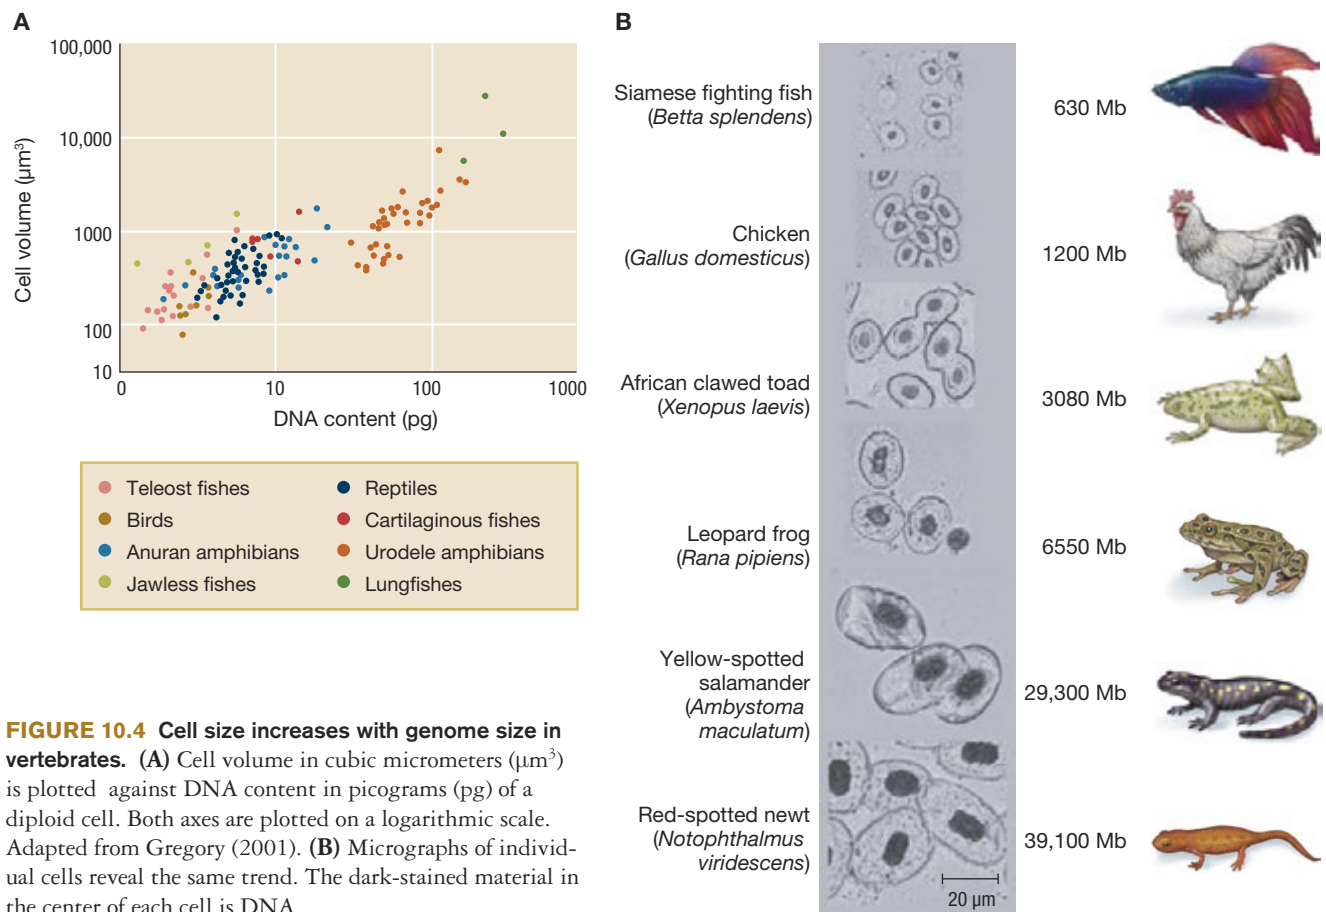 A
100,000
10,000
1000
100
10
Cell volume (µm³)
0 10 100 1000
DNA content (pg)
Teleost fishes
Birds
Anuran amphibians
Jawless fishes
Reptiles
Cartilaginous fishes
Urodele amphibians
Lungfishes
FIGURE 10.4 Cell size increases with genome size in
vertebrates. (A) Cell volume in cubic micrometers (µm³)
is plotted against DNA content in picograms (pg) of a
diploid cell. Both axes are plotted on a logarithmic scale.
Adapted from Gregory (2001). (B) Micrographs of individ-
ual cells reveal the same trend. The dark-stained material in
the center of each cell is DNA
B
Siamese fighting fish
(Betta splendens)
630 Mb
Chicken
(Gallus domesticus)
1200 Mb
African clawed toad
(Xenopus laevis)
3080 Mb
Leopard frog
(Rana pipiens)
6550 Mb
Yellow-spotted
salamander
(Ambystoma
maculatum)
29,300 Mb
Red-spotted newt
(Notophthalmus
viridescens)
39,100 Mb
20 µm